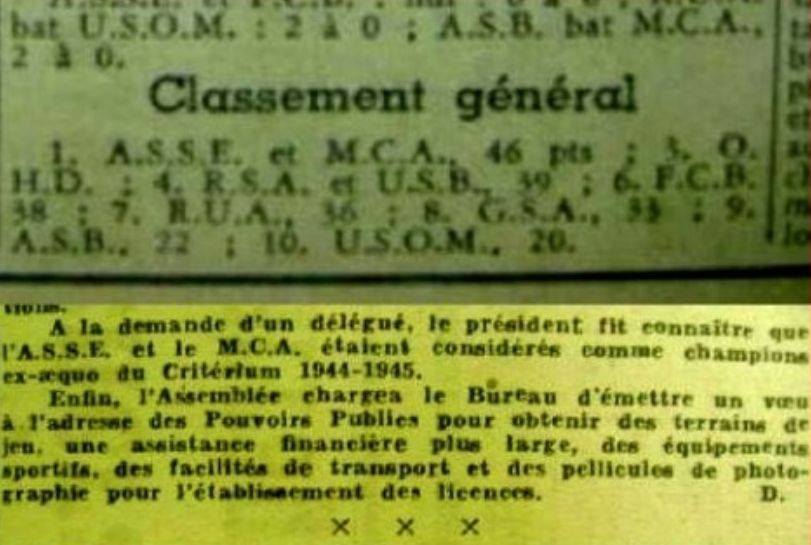 bat U.S.O.M. : 2 à 0 ; A.S.B. bat M.C.A.,
2 à 0.
Classement général
1. A.S.S.E. et M.C.A., 46 pts ; 3. O.
H.D. ; 4. R.S.A. et U.S.B., 39 ; 6. F.C.B.
38 ; 7. R.U.A., 36 ; 8. G.S.A., 33 ; 9.
A.S.B., 22 ; 10. U.S.O.M., 20.
A la demande d'un délégué, le président fit connaître que
l'A.S.S.E. et le M.C.A. étaient considérés comme champions
ex-æquo du Critérium 1944-1945.
Enfin, l'Assemblée chargea le Bureau d'émettre un vœu
à l'adresse des Pouvoirs Publics pour obtenir des terrains de
jeu, une assistance financière plus large, des équipements
sportifs, des facilités de transport et des pellicules de photo-
graphie pour l'établissement des licences. D.
× × ×